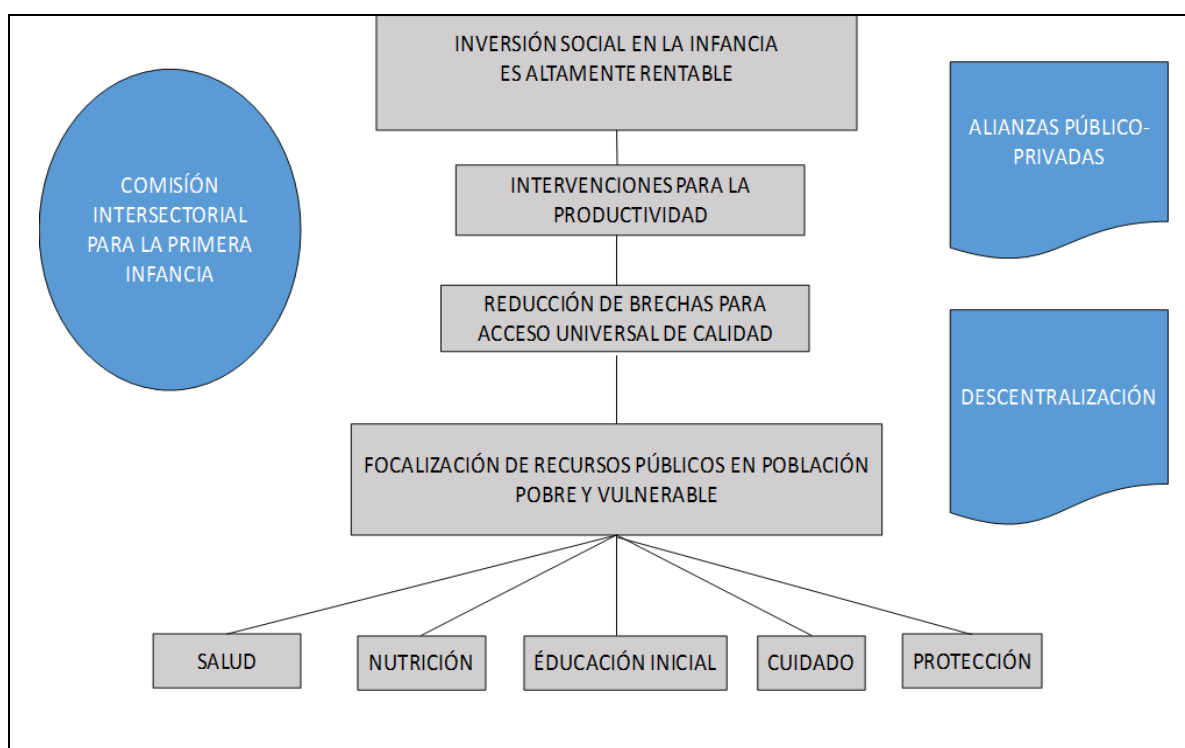 INVERSIÓN SOCIAL EN LA INFANCIA
ES ALTAMENTE RENTABLE
COMISÍÓN
INTERSECTORIAL
PARA LA PRIMERA
INFANCIA
ALIANZAS PÚBLICO-
PRIVADAS
INTERVENCIONES PARA LA
PRODUCTIVIDAD
REDUCCIÓN DE BRECHAS PARA
ACCESO UNIVERSAL DE CALIDAD
DESCENTRALIZACIÓN
FOCALIZACIÓN DE RECURSOS PÚBLICOS EN POBLACIÓN
POBRE Y VULNERABLE
SALUD
NUTRICIÓN
ÉDUCACIÓN INICIAL
CUIDADO
PROTECCIÓN